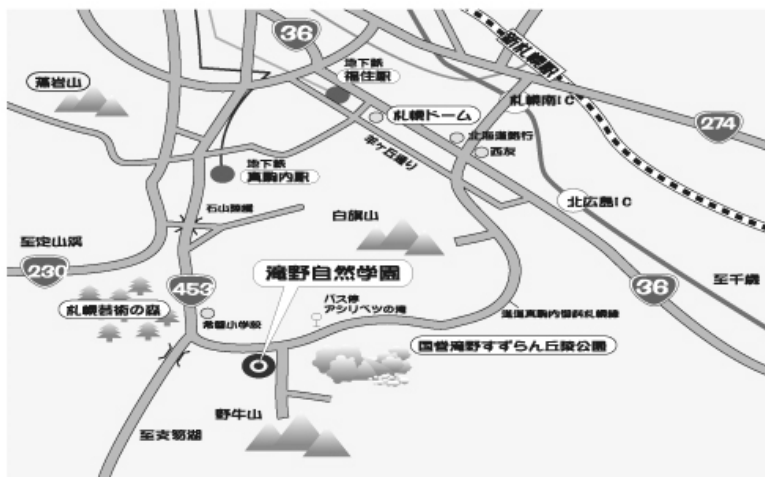 36
地下鉄
福住駅
新札幌駅
藻岩山
札幌ドーム
札幌南IC
274
北海道銀行
西友
羊ヶ丘通り
地下鉄
真駒内駅
北広島IC
石山陸橋
白旗山
至定山渓
230
滝野自然学園
36
至千歳
453
札幌芸術の森
常盤小学校
バス停
アシリベツの滝
道道真駒内御料札幌線
国営滝野すずらん丘陵公園
野牛山
至支笏湖